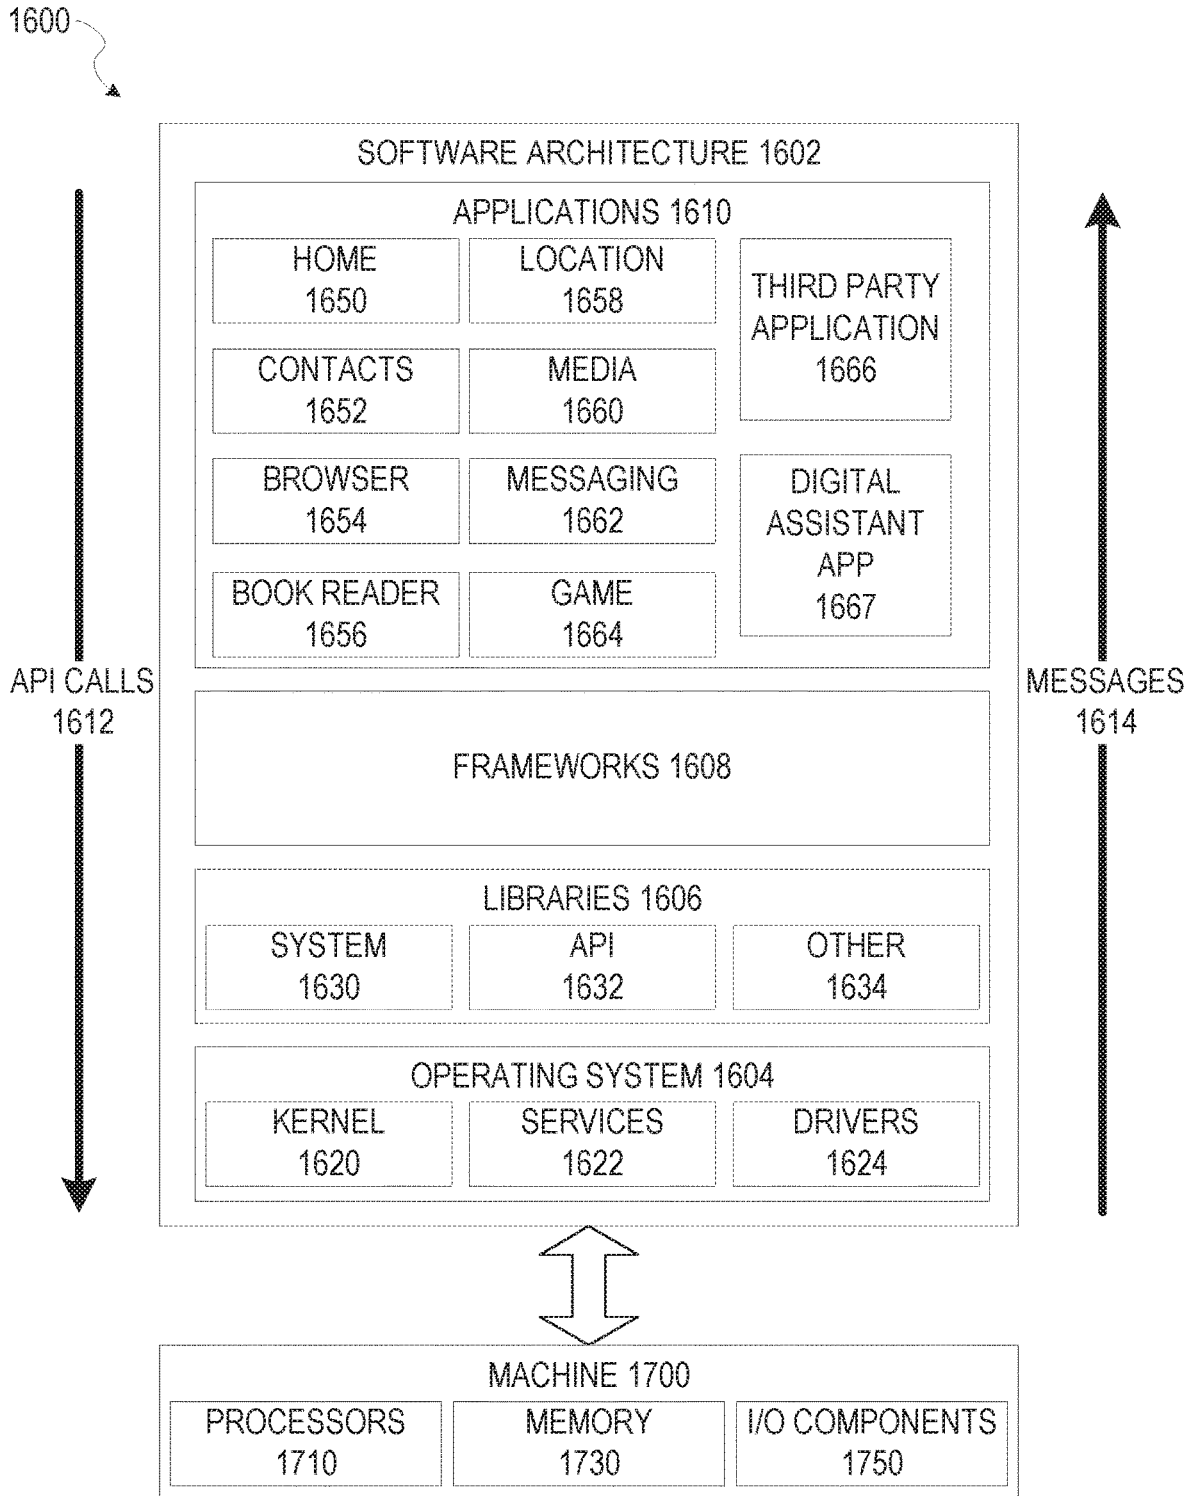 1600
SOFTWARE ARCHITECTURE 1602
APPLICATIONS 1610
HOME
1650
LOCATION
1658
THIRD PARTY
APPLICATION
1666
CONTACTS
1652
MEDIA
1660
BROWSER
1654
MESSAGING
1662
DIGITAL
ASSISTANT
APP
1667
BOOK READER
1656
GAME
1664
API CALLS
1612
MESSAGES
1614
FRAMEWORKS 1608
LIBRARIES 1606
SYSTEM
1630
API
1632
OTHER
1634
OPERATING SYSTEM 1604
KERNEL
1620
SERVICES
1622
DRIVERS
1624
MACHINE 1700
PROCESSORS
1710
MEMORY
1730
I/O COMPONENTS
1750